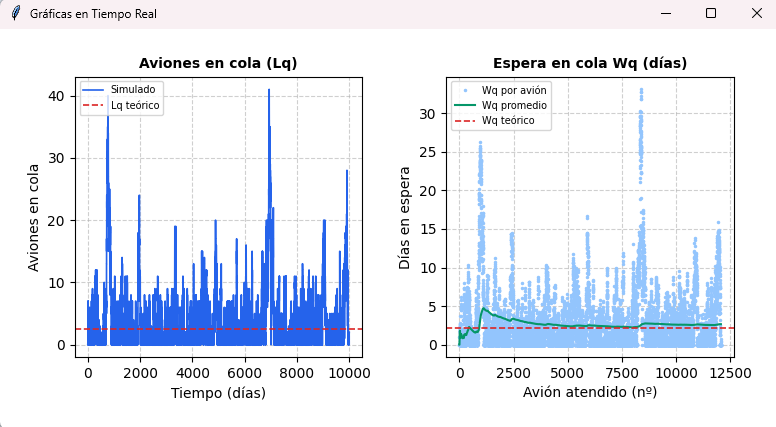 Gráficas en Tiempo Real
Aviones en cola (Lq)
Simulado
Lq teórico
40
30
20
10
0
Aviones en cola
0 2000 4000 6000 8000 10000
Tiempo (días)
Espera en cola Wq (días)
Wq por avión
Wq promedio
Wq teórico
30
25
20
15
10
5
0
Días en espera
0 2500 5000 7500 10000 12500
Avión atendido (nº)